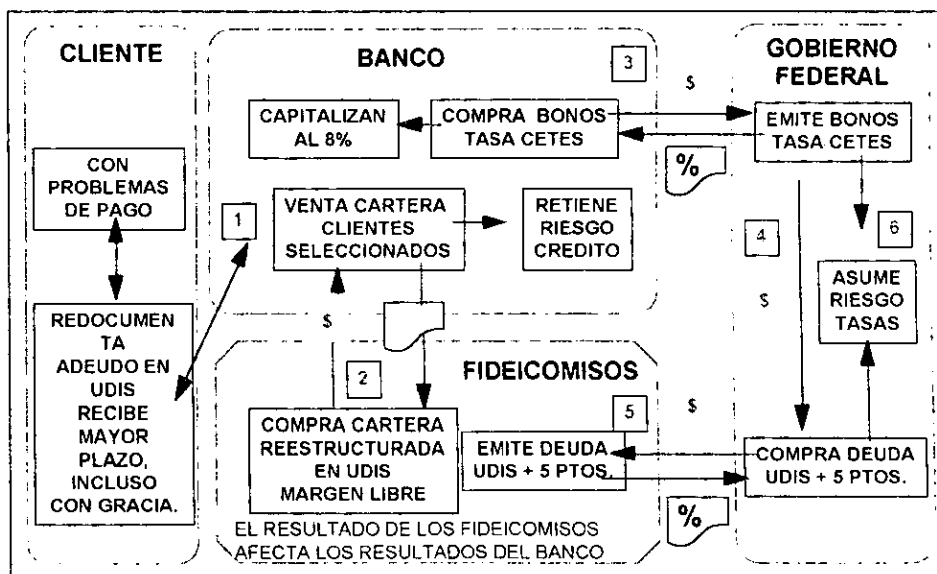 CLIENTE
CON
PROBLEMAS
DE PAGO
REDOCUMEN
TA
ADEUDO EN
UDIS
RECIBE
MAYOR
PLAZO,
INCLUSO
CON GRACIA.
1
BANCO
3
$
CAPITALIZAN
AL 8%
COMPRA BONOS
TASA CETES
%
VENTA CARTERA
CLIENTES
SELECCIONADOS
RETIENE
RIESGO
CREDITO
$
2
FIDEICOMISOS
COMPRA CARTERA
REESTRUCTURADA
EN UDIS
MARGEN LIBRE
5
$
EMITE DEUDA
UDIS + 5 PTOS.
%
EL RESULTADO DE LOS FIDEICOMISOS
AFECTA LOS RESULTADOS DEL BANCO
GOBIERNO
FEDERAL
EMITE BONOS
TASA CETES
4
6
$
ASUME
RIESGO
TASAS
COMPRA DEUDA
UDIS + 5 PTOS.